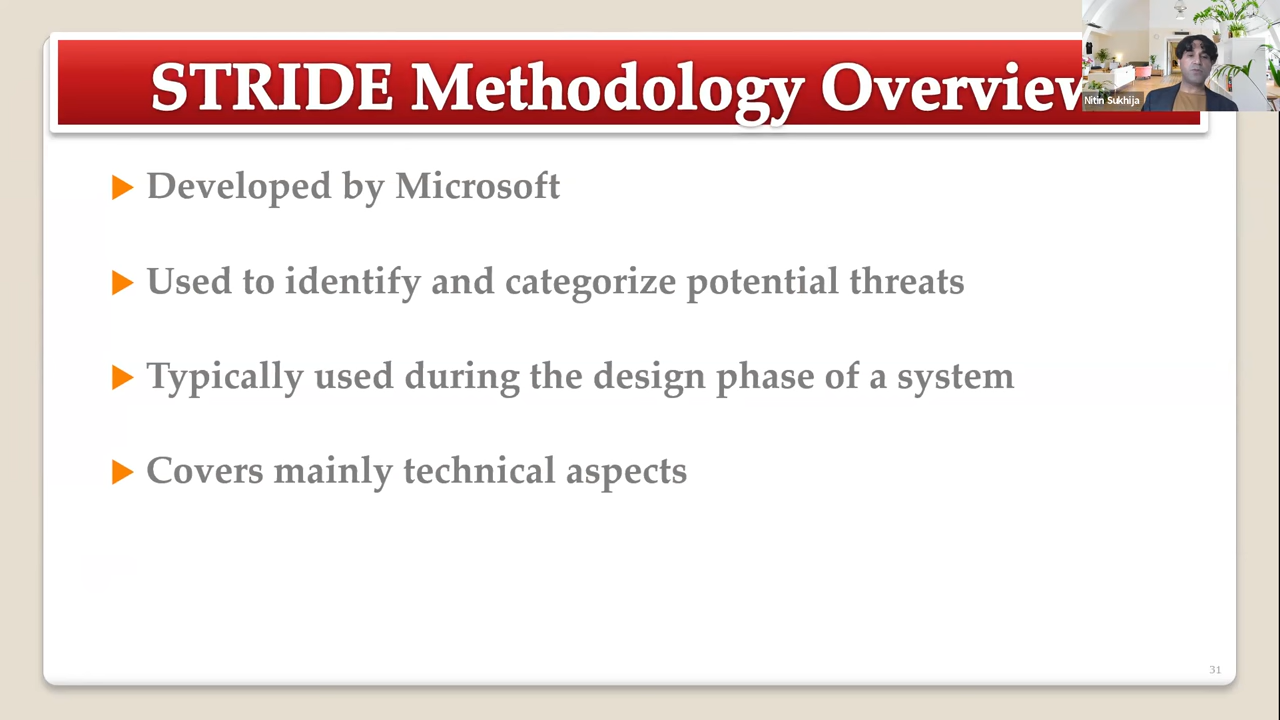 STRIDE Methodology Overview
Nitin Sukhija
Developed by Microsoft
Used to identify and categorize potential threats
Typically used during the design phase of a system
Covers mainly technical aspects
31